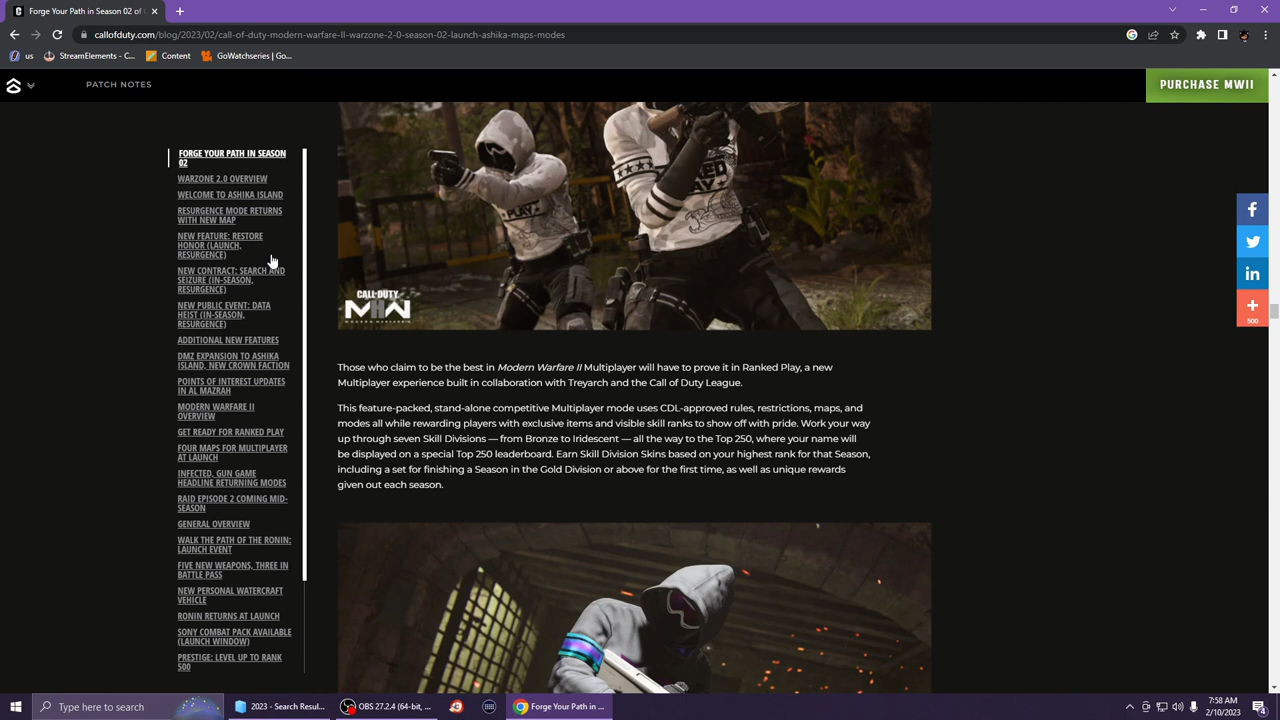 Forge Your Path in Season
callofduty.com/blog/2023/02/call-of-duty-modern-warfare-II-warzone-2-0-season-02-launch-ashika-maps-modes
us
StreamElements - C...
Content
GoWatchseries | Go...
PATCH NOTES
PURCHASE MWII
FORGE YOUR PATH IN SEASON
02
WARZONE 2.0 OVERVIEW
WELCOME TO ASHIKA ISLAND
RESURGENCE MODE RETURNS
WITH NEW MAP
NEW FEATURE: RESTORE
HONOR (LAUNCH,
RESURGENCE)
NEW CONTRACT: SEARCH AND
SEIZURE (IN-SEASON,
RESURGENCE)
NEW PUBLIC EVENT: DATA
HEIST (IN-SEASON,
RESURGENCE)
ADDITIONAL NEW FEATURES
DMZ EXPANSION TO ASHIKA
ISLAND, NEW CROWN FACTION
POINTS OF INTEREST UPDATES
IN AL MAZRAH
MODERN WARFARE II
OVERVIEW
GET READY FOR RANKED PLAY
FOUR MAPS FOR MULTIPLAYER
AT LAUNCH
INFECTED, GUN GAME
HEADLINE RETURNING MODES
RAID EPISODE 2 COMING MID-
SEASON
GENERAL OVERVIEW
WALK THE PATH OF THE RONIN:
LAUNCH EVENT
FIVE NEW WEAPONS, THREE IN
BATTLE PASS
NEW PERSONAL WATERCRAFT
VEHICLE
RONIN RETURNS AT LAUNCH
SONY COMBAT PACK AVAILABLE
(LAUNCH WINDOW)
PRESTIGE: LEVEL UP TO RANK
500
PLAY
CALL OF DUTY
MWII
MODERN WARFARE II
Those who claim to be the best in Modern Warfare II Multiplayer will have to prove it in Ranked Play, a new
Multiplayer experience built in collaboration with Treyarch and the Call of Duty League.
This feature-packed, stand-alone competitive Multiplayer mode uses CDL-approved rules, restrictions, maps, and
modes all while rewarding players with exclusive items and visible skill ranks to show off with pride. Work your way
up through seven Skill Divisions — from Bronze to Iridescent — all the way to the Top 250, where your name will
be displayed on a special Top 250 leaderboard. Earn Skill Division Skins based on your highest rank for that Season,
including a set for finishing a Season in the Gold Division or above for the first time, as well as unique rewards
given out each season.
500
Type here to search
2023 - Search Resul...
OBS 27.2.4 (64-bit, ...
Forge Your Path in ...
7:58 AM
2/10/2023
4